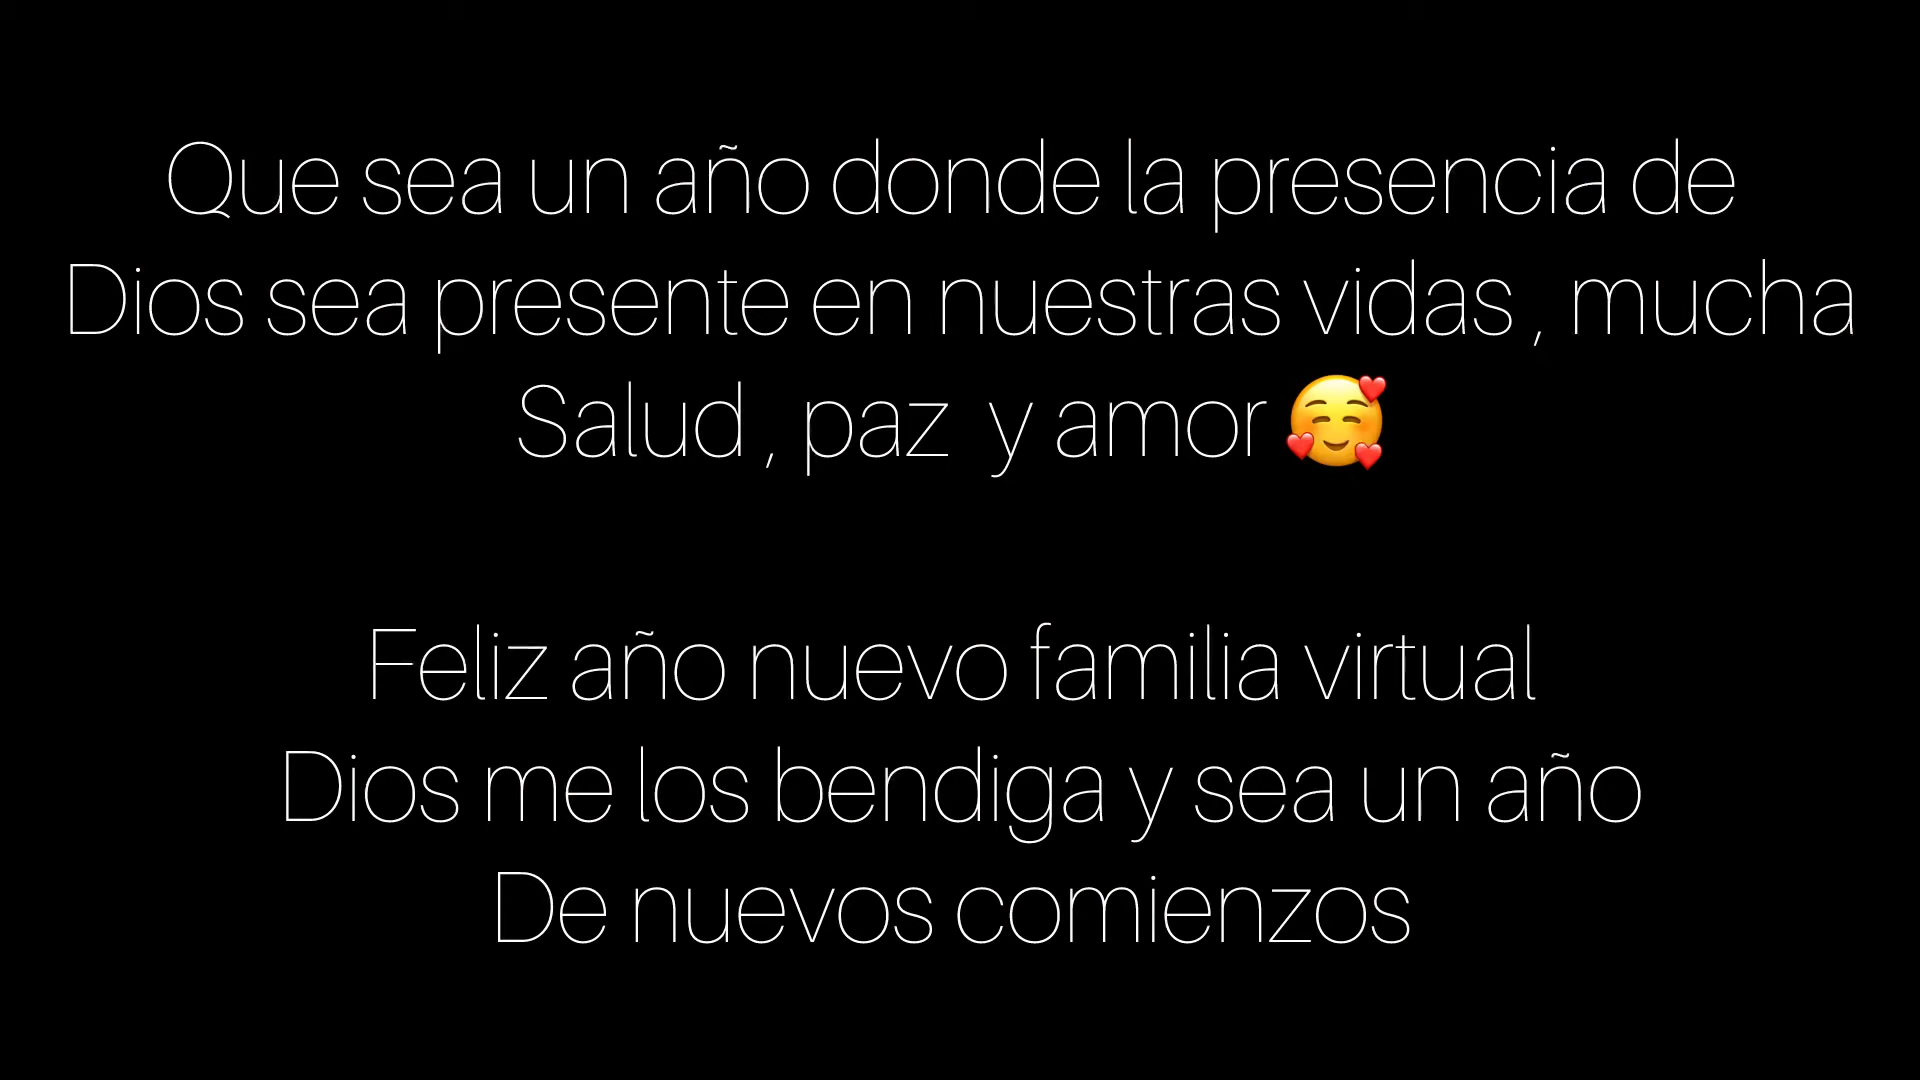 Que sea un año donde la presencia de
Dios sea presente en nuestras vidas , mucha
Salud , paz  y amor 🥰
Feliz año nuevo familia virtual
Dios me los bendiga y sea un año
De nuevos comienzos